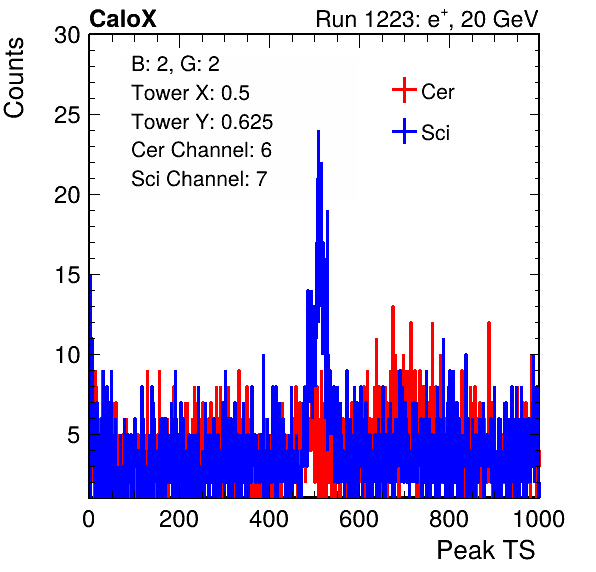 CaloX Run 1223: e⁺, 20 GeV
Counts
B: 2, G: 2
Tower X: 0.5
Tower Y: 0.625
Cer Channel: 6
Sci Channel: 7
Cer
Sci
30
25
20
15
10
5
0 200 400 600 800 1000
Peak TS